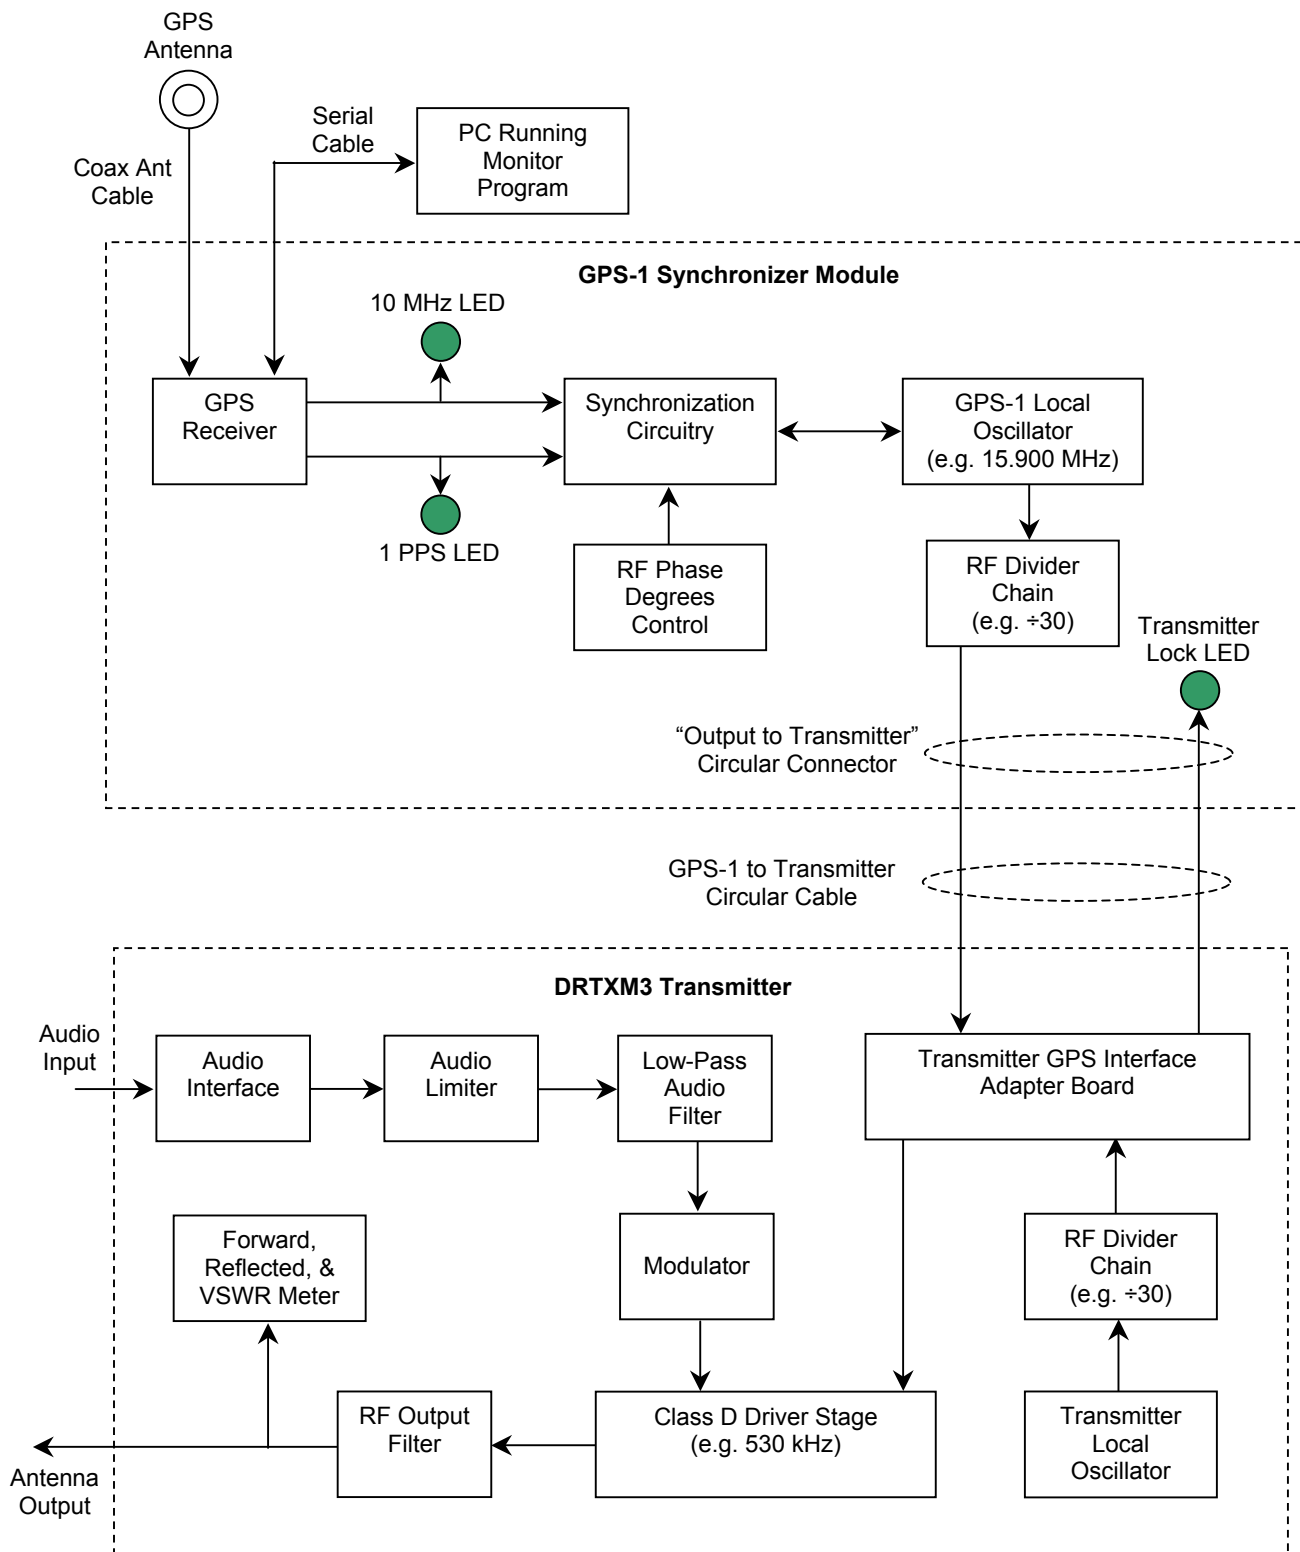 GPS
Antenna
Serial
Cable
PC Running
Monitor
Program
Coax Ant
Cable
GPS-1 Synchronizer Module
10 MHz LED
GPS
Receiver
Synchronization
Circuitry
GPS-1 Local
Oscillator
(e.g. 15.900 MHz)
1 PPS LED
RF Phase
Degrees
Control
RF Divider
Chain
(e.g. ÷30)
Transmitter
Lock LED
“Output to Transmitter”
Circular Connector
GPS-1 to Transmitter
Circular Cable
DRTXM3 Transmitter
Audio
Input
Audio
Interface
Audio
Limiter
Low-Pass
Audio
Filter
Transmitter GPS Interface
Adapter Board
Forward,
Reflected, &
VSWR Meter
Modulator
RF Divider
Chain
(e.g. ÷30)
RF Output
Filter
Class D Driver Stage
(e.g. 530 kHz)
Transmitter
Local
Oscillator
Antenna
Output